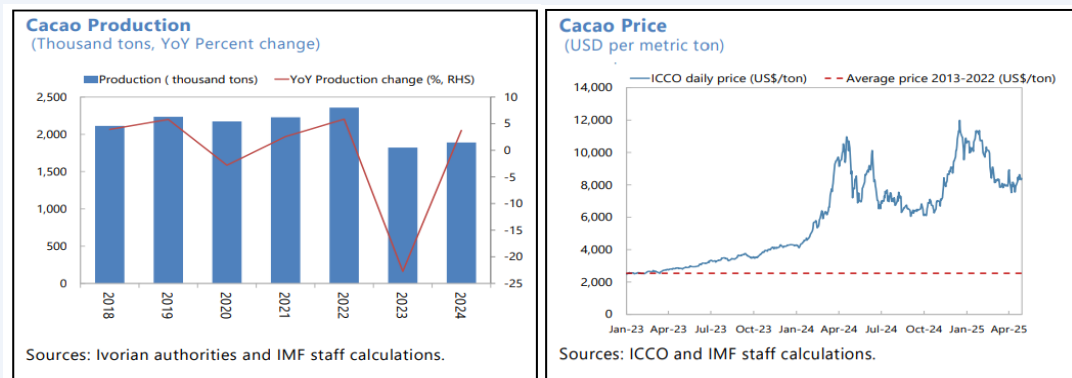 Cacao Production
(Thousand tons, YoY Percent change)
Production ( thousand tons)
YoY Production change (%, RHS)
2,500
2,000
1,500
1,000
500
0
10
5
0
-5
-10
-15
-20
-25
2018
2019
2020
2021
2022
2023
2024
Sources: Ivorian authorities and IMF staff calculations.
Cacao Price
(USD per metric ton)
ICCO daily price (US$/ton)
Average price 2013-2022 (US$/ton)
14,000
12,000
10,000
8,000
6,000
4,000
2,000
0
Jan-23 Apr-23 Jul-23 Oct-23 Jan-24 Apr-24 Jul-24 Oct-24 Jan-25 Apr-25
Sources: ICCO and IMF staff calculations.